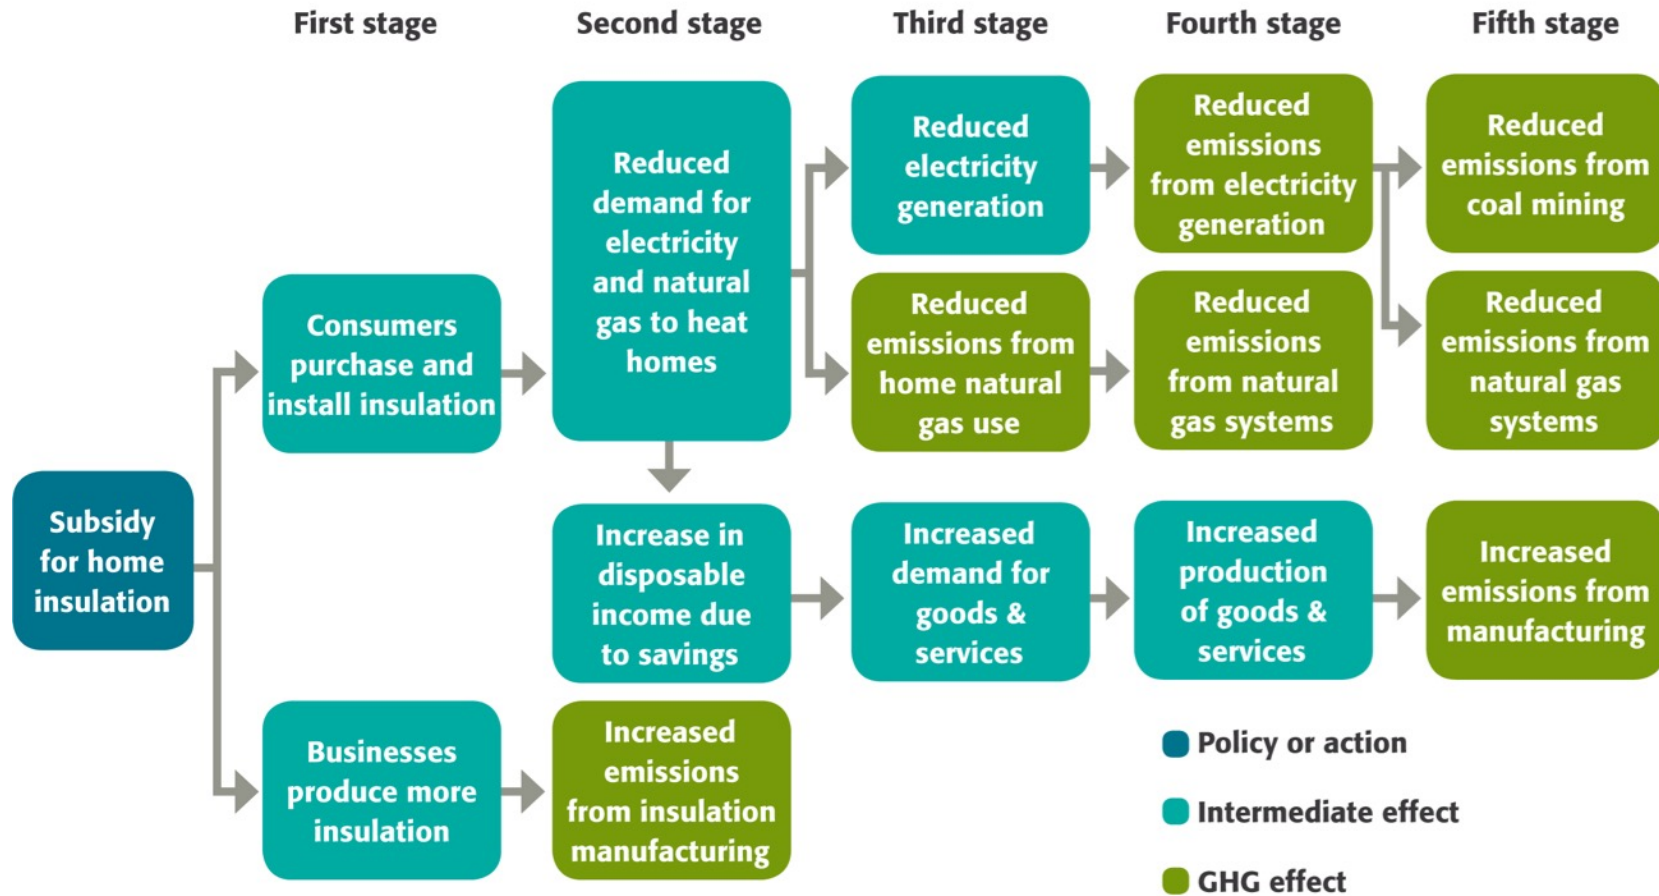 First stage
Second stage
Third stage
Fourth stage
Fifth stage
Subsidy
for home
insulation
Consumers
purchase and
install insulation
Businesses
produce more
insulation
Reduced
demand for
electricity
and natural
gas to heat
homes
Increase in
disposable
income due
to savings
Increased
emissions
from insulation
manufacturing
Reduced
electricity
generation
Reduced
emissions from
home natural
gas use
Increased
demand for
goods &
services
Reduced
emissions
from electricity
generation
Reduced
emissions
from natural
gas systems
Increased
production
of goods &
services
Reduced
emissions from
coal mining
Reduced
emissions from
natural gas
systems
Increased
emissions from
manufacturing
Policy or action
Intermediate effect
GHG effect